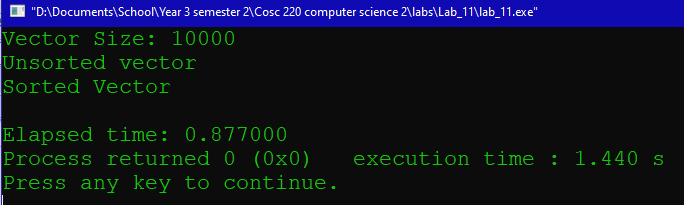 "D:\Documents\School\Year 3 semester 2\Cosc 220 computer science 2\labs\Lab_11\lab_11.exe"
Vector Size: 10000
Unsorted vector
Sorted Vector
Elapsed time: 0.877000
Process returned 0 (0x0)   execution time : 1.440 s
Press any key to continue.